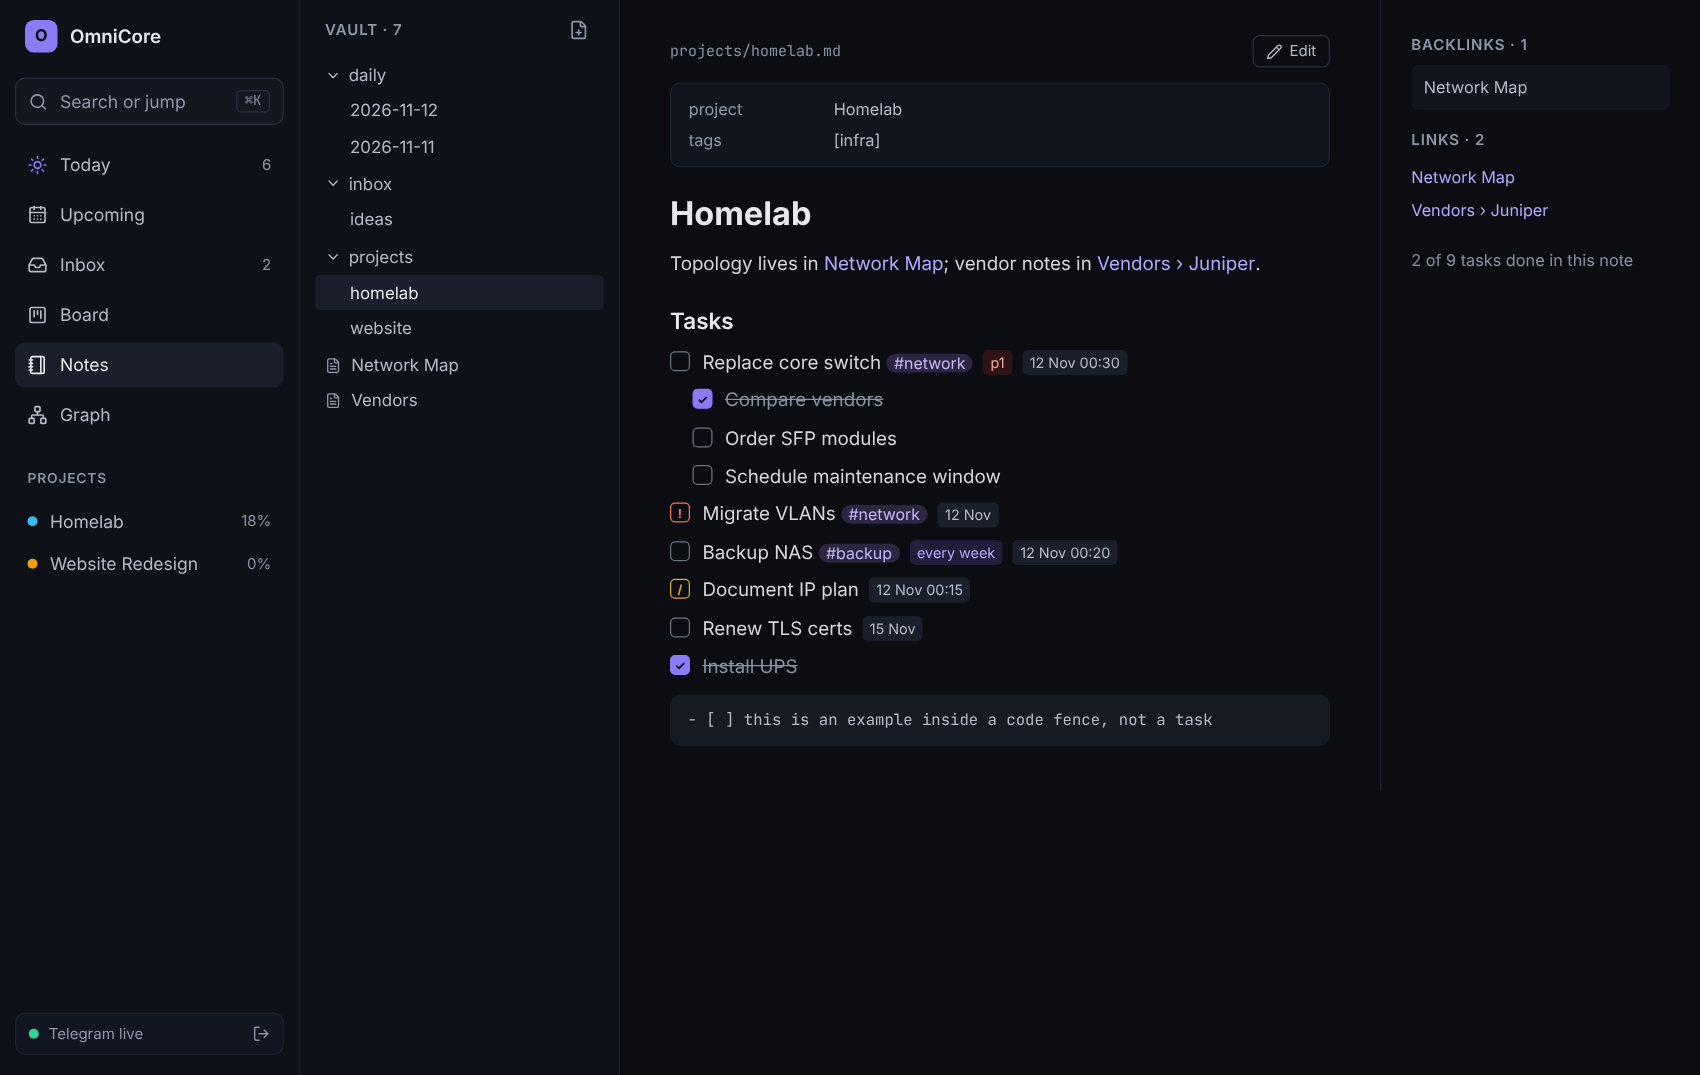 O OmniCore
Search or jump ⌘K
Today 6
Upcoming
Inbox 2
Board
Notes
Graph
PROJECTS
Homelab 18%
Website Redesign 0%
Telegram live
VAULT · 7
daily
2026-11-12
2026-11-11
inbox
ideas
projects
homelab
website
Network Map
Vendors
projects/homelab.md
Edit
project Homelab
tags [infra]
Homelab
Topology lives in Network Map; vendor notes in Vendors › Juniper.
Tasks
Replace core switch #network p1 12 Nov 00:30
Compare vendors
Order SFP modules
Schedule maintenance window
! Migrate VLANs #network 12 Nov
Backup NAS #backup every week 12 Nov 00:20
/ Document IP plan 12 Nov 00:15
Renew TLS certs 15 Nov
Install UPS
- [ ] this is an example inside a code fence, not a task
BACKLINKS · 1
Network Map
LINKS · 2
Network Map
Vendors › Juniper
2 of 9 tasks done in this note